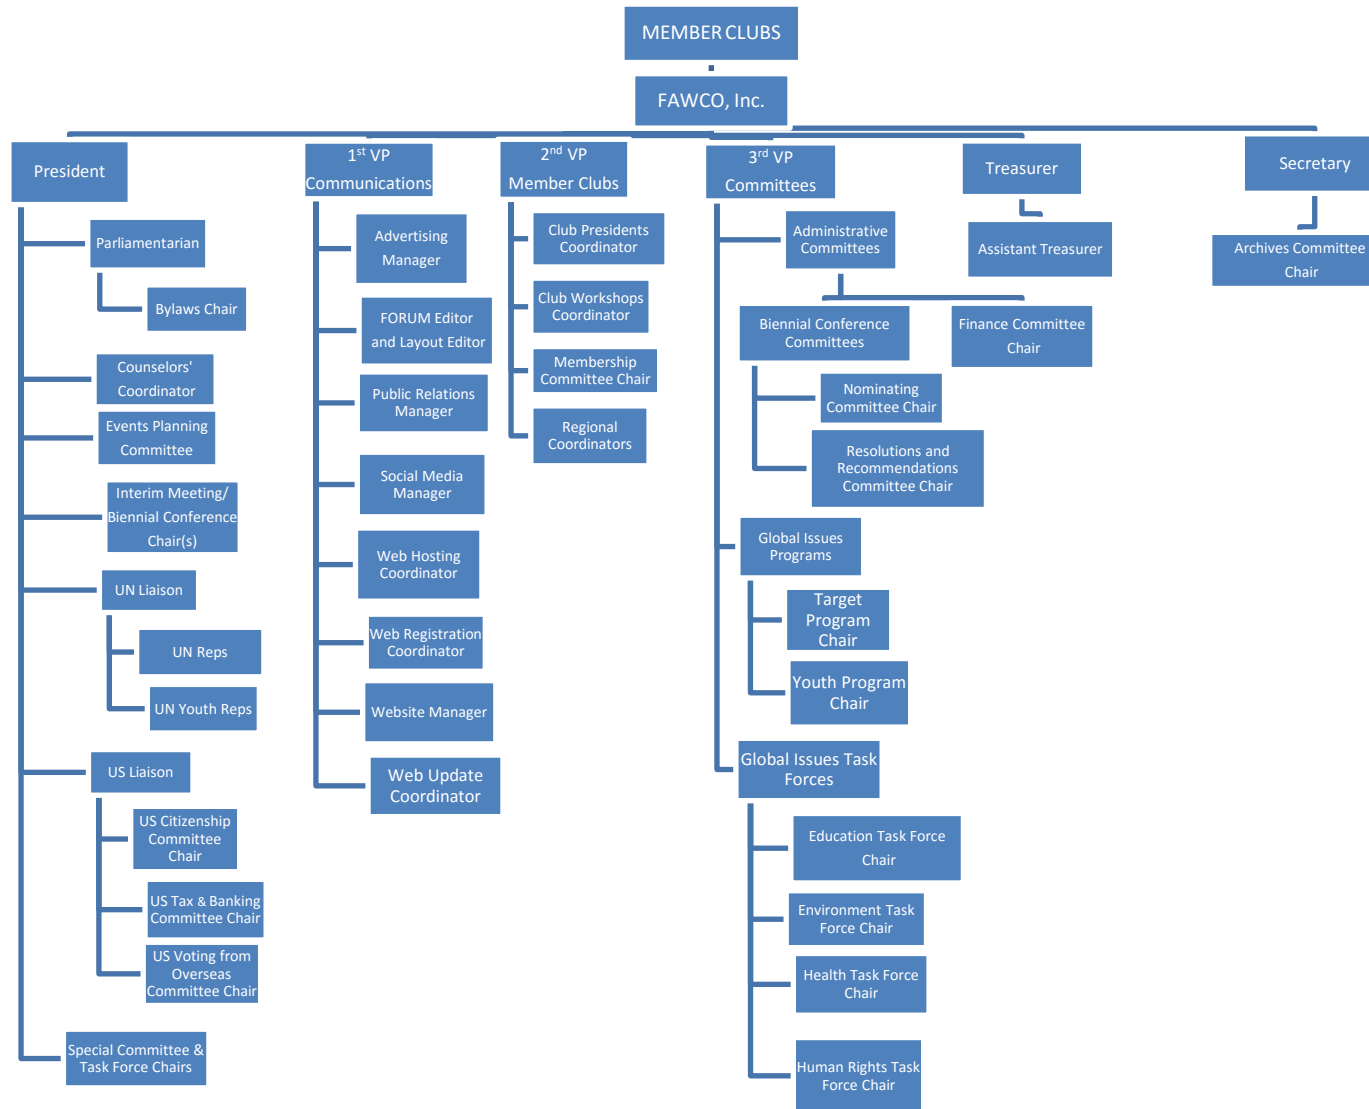 MEMBER CLUBS
FAWCO, Inc.
President
Parliamentarian
Bylaws Chair
Counselors'
Coordinator
Events Planning
Committee
Interim Meeting/
Biennial Conference
Chair(s)
UN Liaison
UN Reps
UN Youth Reps
US Liaison
US Citizenship
Committee
Chair
US Tax & Banking
Committee Chair
US Voting from
Overseas
Committee Chair
Special Committee &
Task Force Chairs
1st VP
Communications
Advertising
Manager
FORUM Editor
and Layout Editor
Public Relations
Manager
Social Media
Manager
Web Hosting
Coordinator
Web Registration
Coordinator
Website Manager
Web Update
Coordinator
2nd VP
Member Clubs
Club Presidents
Coordinator
Club Workshops
Coordinator
Membership
Committee Chair
Regional
Coordinators
3rd VP
Committees
Administrative
Committees
Biennial Conference
Committees
Nominating
Committee Chair
Resolutions and
Recommendations
Committee Chair
Finance Committee
Chair
Global Issues
Programs
Target
Program
Chair
Youth Program
Chair
Global Issues Task
Forces
Education Task Force
Chair
Environment Task
Force Chair
Health Task Force
Chair
Human Rights Task
Force Chair
Treasurer
Assistant Treasurer
Secretary
Archives Committee
Chair